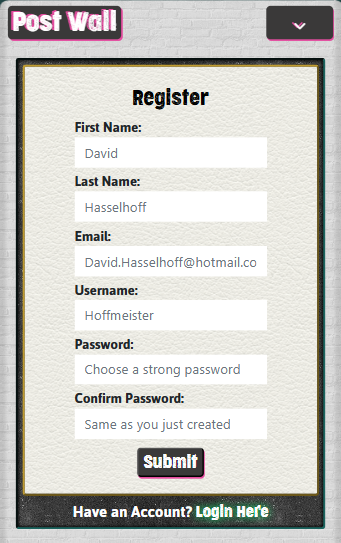 Post Wall
Register
First Name:
David
Last Name:
Hasselhoff
Email:
David.Hasselhoff@hotmail.co
Username:
Hoffmeister
Password:
Choose a strong password
Confirm Password:
Same as you just created
Submit
Have an Account? Login Here